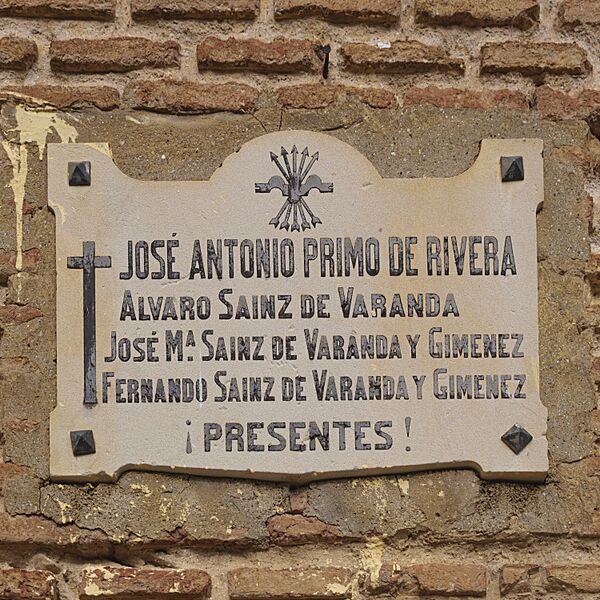 JOSÉ ANTONIO PRIMO DE RIVERA
ALVARO SAINZ DE VARANDA
JOSÉ Mª SAINZ DE VARANDA Y GIMENEZ
FERNANDO SAINZ DE VARANDA Y GIMENEZ
¡PRESENTES!